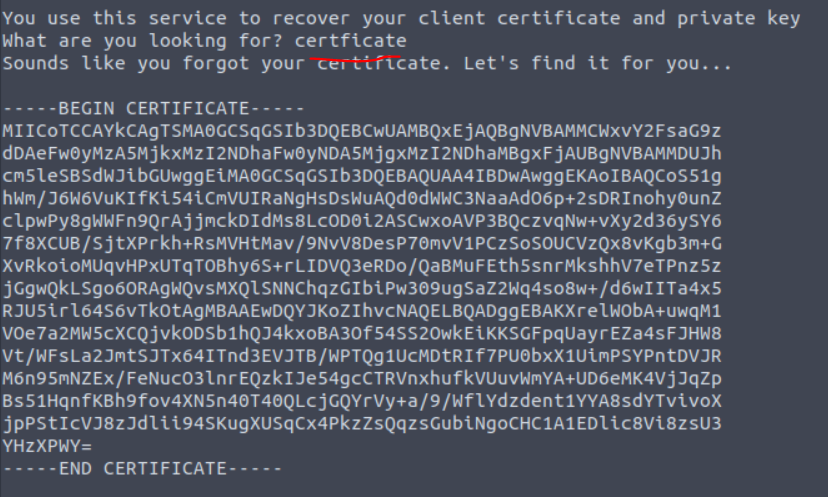 You use this service to recover your client certificate and private key
What are you looking for? certficate
Sounds like you forgot your certificate. Let's find it for you...
-----BEGIN CERTIFICATE-----
MIICoTCCAYkCAgTSMA0GCSqGSIb3DQEBCwUAMBQxEjAQBgNVBAMMCWxvY2FsaG9z
dDAeFw0yMzA5MjkxMzI2NDhaFw0yNDA5MjgxMzI2NDhaMBgxFjAUBgNVBAMMDUJh
cm5leSBSdWJibGUwggEiMA0GCSqGSIb3DQEBAQUAA4IBDwAwggEKAoIBAQCoS51g
hWm/J6W6VuKIfKi54iCmVUIRaNgHsDsWuAQd0dWWC3NaaAdO6p+2sDRInohy0unZ
clpwPy8gWWFn9QrAjjmckDIdMs8LcOD0i2ASCwxoAVP3BQczvqNw+vXy2d36ySY6
7f8XCUB/SjtXPrkh+RsMVHtMav/9NvV8DesP70mvV1PCzSoSOUCVzQx8vKgb3m+G
XvRkoioMUqvHPxUTqTOBhy6S+rLIDVQ3eRDo/QaBMuFEth5snrMkshhV7eTPnz5z
jGgwQkLSgo6ORAgWQvsMXQlSNNChqzGIbiPw309ugSaZ2Wq4so8w+/d6wIITa4x5
RJU5irl64S6vTkOtAgMBAAEwDQYJKoZIhvcNAQELBQADggEBAKXrelWObA+uwqM1
VOe7a2MW5cXCQjvkODSb1hQJ4kxoBA3Of54SS2OwkEiKKSGFpqUayrEZa4sFJHW8
Vt/WFsLa2JmtSJTx64ITnd3EVJTB/WPTQg1UcMDtRIf7PU0bxX1UimPSYPntDVJR
M6n95mNZEx/FeNucO3lnrEQzkIJe54gcCTRVnxhufkVUuvWmYA+UD6eMK4VjJqZp
Bs51HqnfKBh9fov4XN5n40T40QLcjGQYrVy+a/9/WflYdzdent1YYA8sdYTvivoX
jpPStIcVJ8zJdlii94SKugXUSqCx4PkzZsQqzsGubiNgoCHC1A1EDlic8Vi8zsU3
YHzXPWY=
-----END CERTIFICATE-----